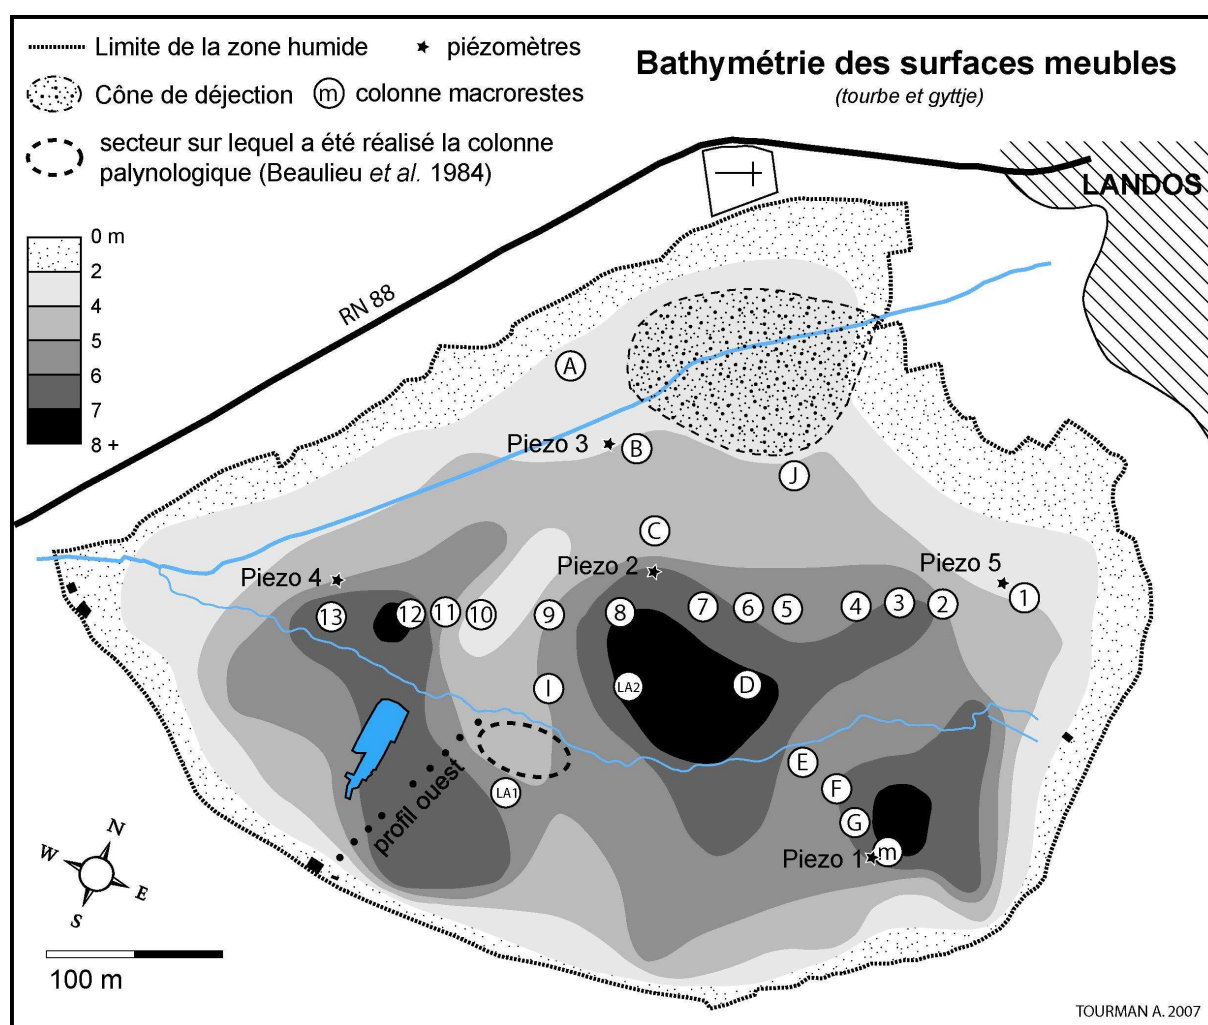 Limite de la zone humide
piézomètres
Bathymétrie des surfaces meubles
(tourbe et gyttje)
Cône de déjection
m
colonne macrorestes
secteur sur lequel a été réalisé la colonne
palynologique (Beaulieu et al. 1984)
LANDOS
0 m
2
4
5
6
7
8 +
RN 88
A
Piezo 3
B
J
C
Piezo 4
Piezo 2
Piezo 5
13
12
11
10
9
8
7
6
5
4
3
2
1
I
LA2
D
E
LA1
F
G
profil ouest
Piezo 1
m
N
W
E
S
100 m
TOURMAN A. 2007